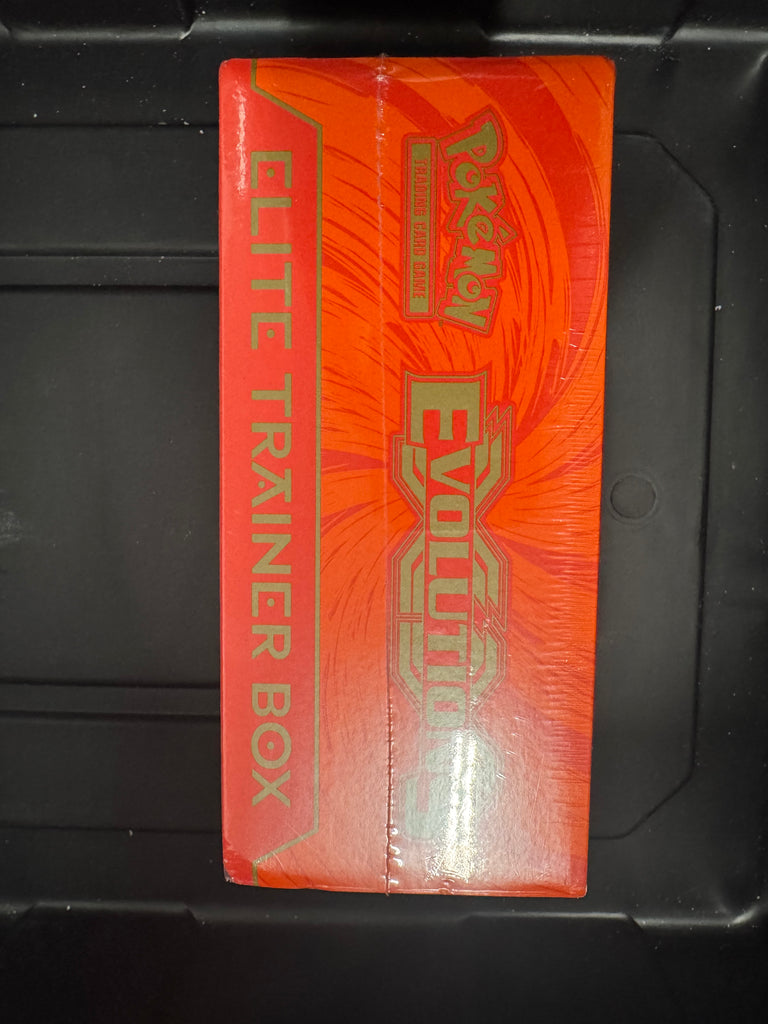 Pokémon
TRADING CARD GAME
EVOLUTIONS
ELITE TRAINER BOX